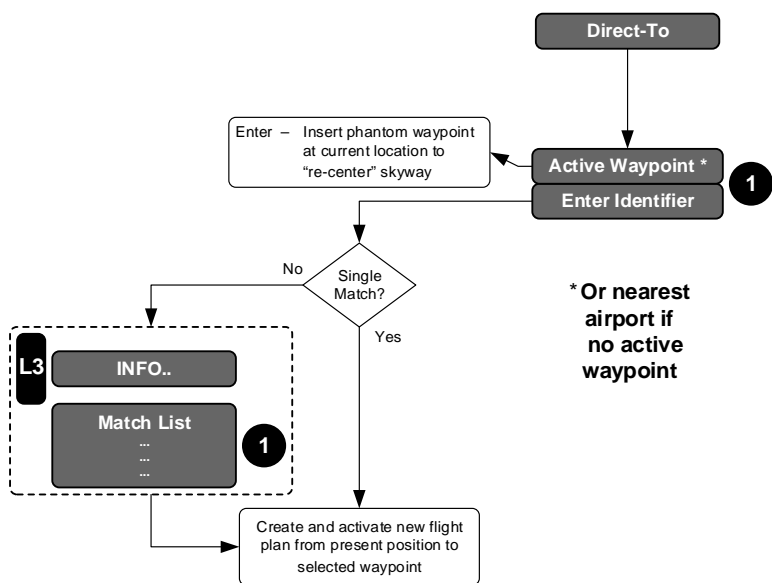 Direct-To
Enter – Insert phantom waypoint
at current location to
“re-center” skyway
Active Waypoint *
Enter Identifier
1
No
Single
Match?
Yes
*Or nearest
airport if
no active
waypoint
L3
INFO..
Match List
...
...
...
1
Create and activate new flight
plan from present position to
selected waypoint